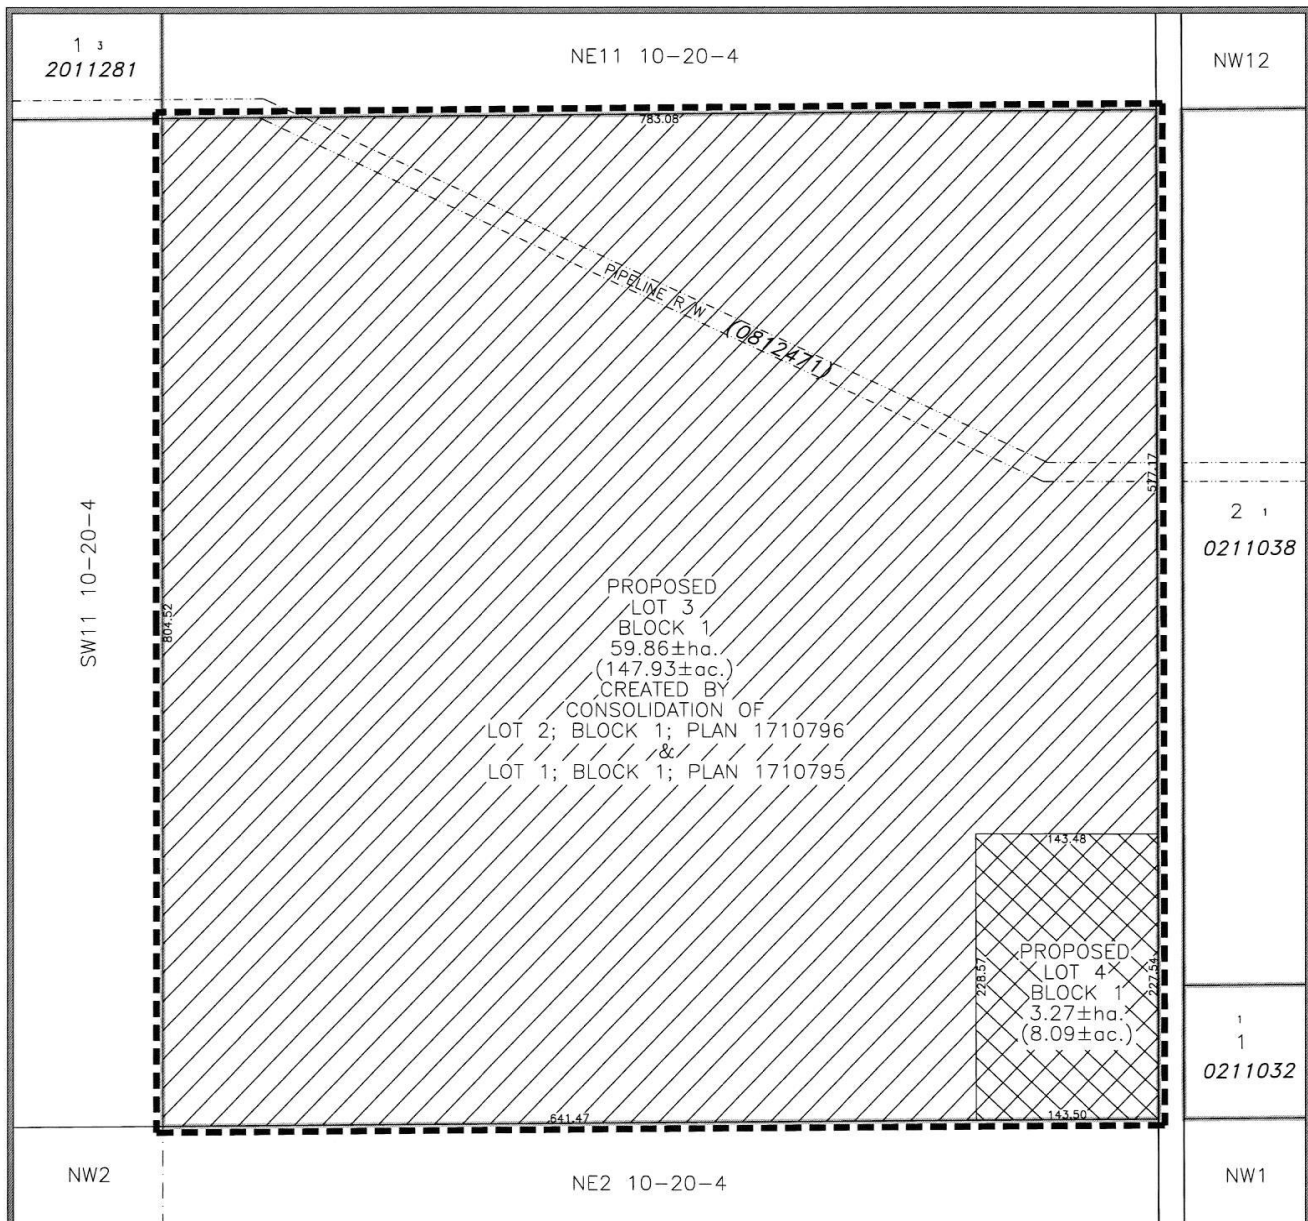 1 3
2011281
NE11 10-20-4
NW12
783.08
PIPELINE R/W (0812471)
577.17
2 1
0211038
SW11 10-20-4
804.52
PROPOSED
LOT 3
BLOCK 1
59.86±ha.
(147.93±ac.)
CREATED BY
CONSOLIDATION OF
LOT 2; BLOCK 1; PLAN 1710796
&
LOT 1; BLOCK 1; PLAN 1710795
143.48
PROPOSED
LOT 4
BLOCK 1
3.27±ha.
(8.09±ac.)
228.57
227.54
1
1
0211032
641.47
143.50
NW2
NE2 10-20-4
NW1